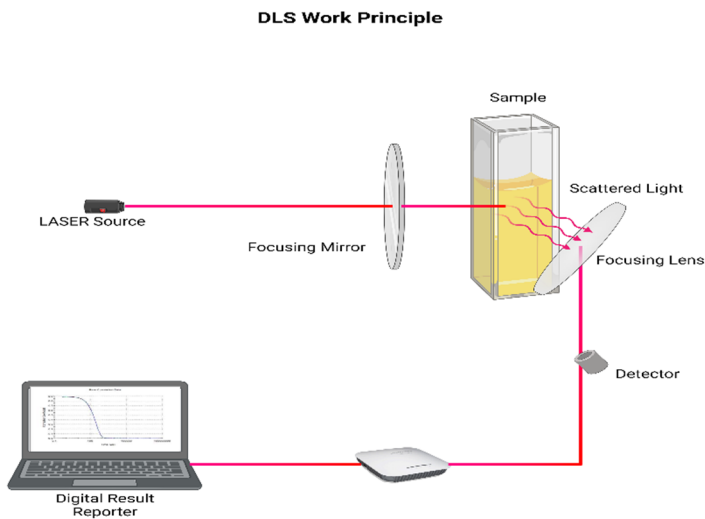 DLS Work Principle
Sample
Scattered Light
LASER Source
Focusing Mirror
Focusing Lens
Detector
Digital Result
Reporter